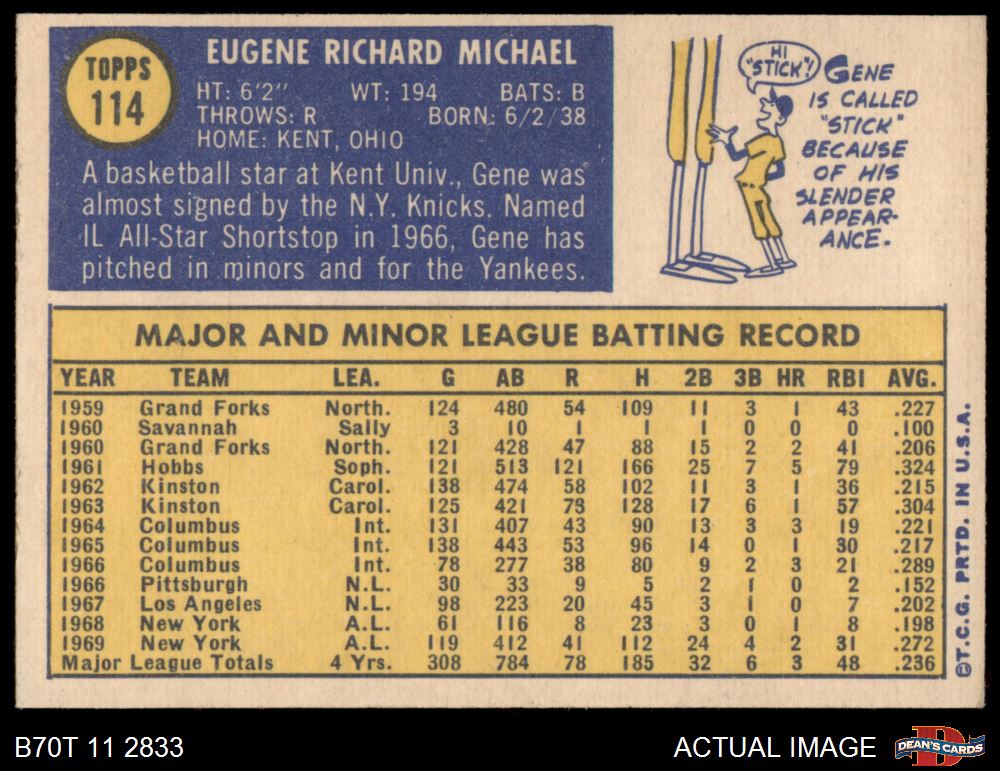 TOPPS
114
EUGENE RICHARD MICHAEL
HT: 6'2" WT: 194 BATS: B
THROWS: R BORN: 6/2/38
HOME: KENT, OHIO
A basketball star at Kent Univ., Gene was
almost signed by the N.Y. Knicks. Named
IL All-Star Shortstop in 1966, Gene has
pitched in minors and for the Yankees.
HI
"STICK"!
GENE
IS CALLED
"STICK"
BECAUSE
OF HIS
SLENDER
APPEAR-
ANCE.
MAJOR AND MINOR LEAGUE BATTING RECORD
YEAR TEAM LEA. G AB R H 2B 3B HR RBI AVG.
1959 Grand Forks North. 124 480 54 109 11 3 1 43 .227
1960 Savannah Sally 3 10 1 1 0 0 0 0 .100
1960 Grand Forks North. 121 428 47 88 15 2 2 41 .206
1961 Hobbs Soph. 121 513 121 166 25 7 5 79 .324
1962 Kinston Carol. 138 474 58 102 11 3 1 36 .215
1963 Kinston Carol. 125 421 73 128 17 6 1 57 .304
1964 Columbus Int. 131 407 43 90 13 3 3 19 .221
1965 Columbus Int. 138 443 53 96 14 0 1 30 .217
1966 Columbus Int. 78 277 38 80 9 2 3 21 .289
1966 Pittsburgh N.L. 30 33 9 5 2 1 0 2 .152
1967 Los Angeles N.L. 98 223 20 45 3 1 0 7 .202
1968 New York A.L. 61 116 8 23 3 0 1 8 .198
1969 New York A.L. 119 412 41 112 24 4 2 31 .272
Major League Totals 4 Yrs. 308 784 78 185 32 6 3 48 .236
©T.C.G. PRTD. IN U.S.A.
B70T 11 2833
ACTUAL IMAGE
DEAN'S CARDS